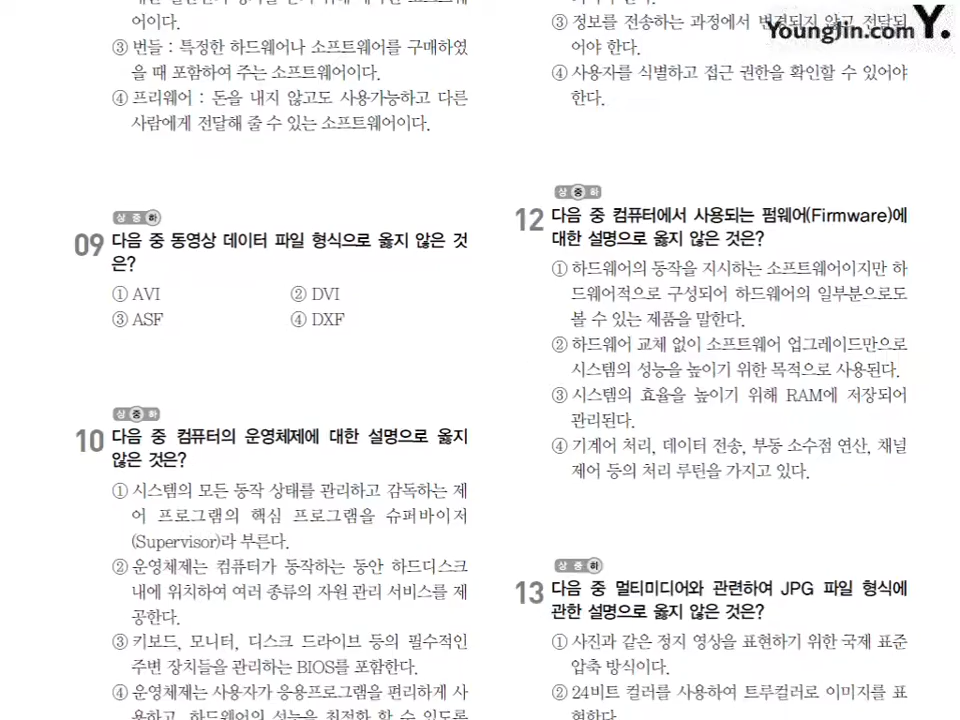 어이다.
③ 번들 : 특정한 하드웨어나 소프트웨어를 구매하였
을 때 포함하여 주는 소프트웨어이다.
④ 프리웨어 : 돈을 내지 않고도 사용가능하고 다른
사람에게 전달해 줄 수 있는 소프트웨어이다.
상 중 하
09 다음 중 동영상 데이터 파일 형식으로 옳지 않은 것
은?
① AVI ② DVI
③ ASF ④ DXF
상 중 하
10 다음 중 컴퓨터의 운영체제에 대한 설명으로 옳지
않은 것은?
① 시스템의 모든 동작 상태를 관리하고 감독하는 제
어 프로그램의 핵심 프로그램을 슈퍼바이저
(Supervisor)라 부른다.
② 운영체제는 컴퓨터가 동작하는 동안 하드디스크
내에 위치하여 여러 종류의 자원 관리 서비스를 제
공한다.
③ 키보드, 모니터, 디스크 드라이브 등의 필수적인
주변 장치들을 관리하는 BIOS를 포함한다.
④ 운영체제는 사용자가 응용프로그램을 편리하게 사
용하고, 하드웨어의 성능을 최적화 할 수 있도록
③ 정보를 전송하는 과정에서 변경되지 않고 전달되
어야 한다.
④ 사용자를 식별하고 접근 권한을 확인할 수 있어야
한다.
YoungJin.com Y.
상 중 하
12 다음 중 컴퓨터에서 사용되는 펌웨어(Firmware)에
대한 설명으로 옳지 않은 것은?
① 하드웨어의 동작을 지시하는 소프트웨어이지만 하
드웨어적으로 구성되어 하드웨어의 일부분으로도
볼 수 있는 제품을 말한다.
② 하드웨어 교체 없이 소프트웨어 업그레이드만으로
시스템의 성능을 높이기 위한 목적으로 사용된다.
③ 시스템의 효율을 높이기 위해 RAM에 저장되어
관리된다.
④ 기계어 처리, 데이터 전송, 부동 소수점 연산, 채널
제어 등의 처리 루틴을 가지고 있다.
상 중 하
13 다음 중 멀티미디어와 관련하여 JPG 파일 형식에
관한 설명으로 옳지 않은 것은?
① 사진과 같은 정지 영상을 표현하기 위한 국제 표준
압축 방식이다.
② 24비트 컬러를 사용하여 트루컬러로 이미지를 표
현한다.